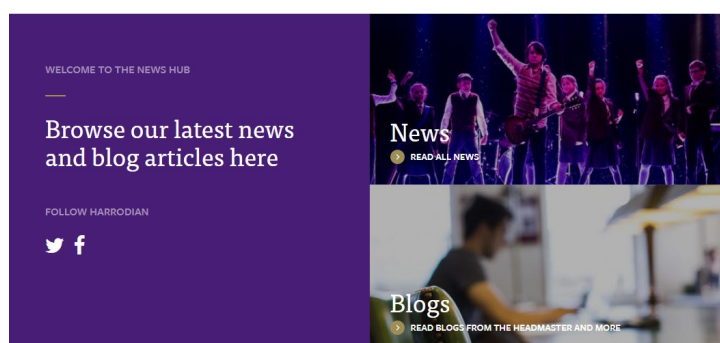 WELCOME TO THE NEWS HUB
Browse our latest news
and blog articles here
FOLLOW HARRODIAN
News
READ ALL NEWS
Blogs
READ BLOGS FROM THE HEADMASTER AND MORE